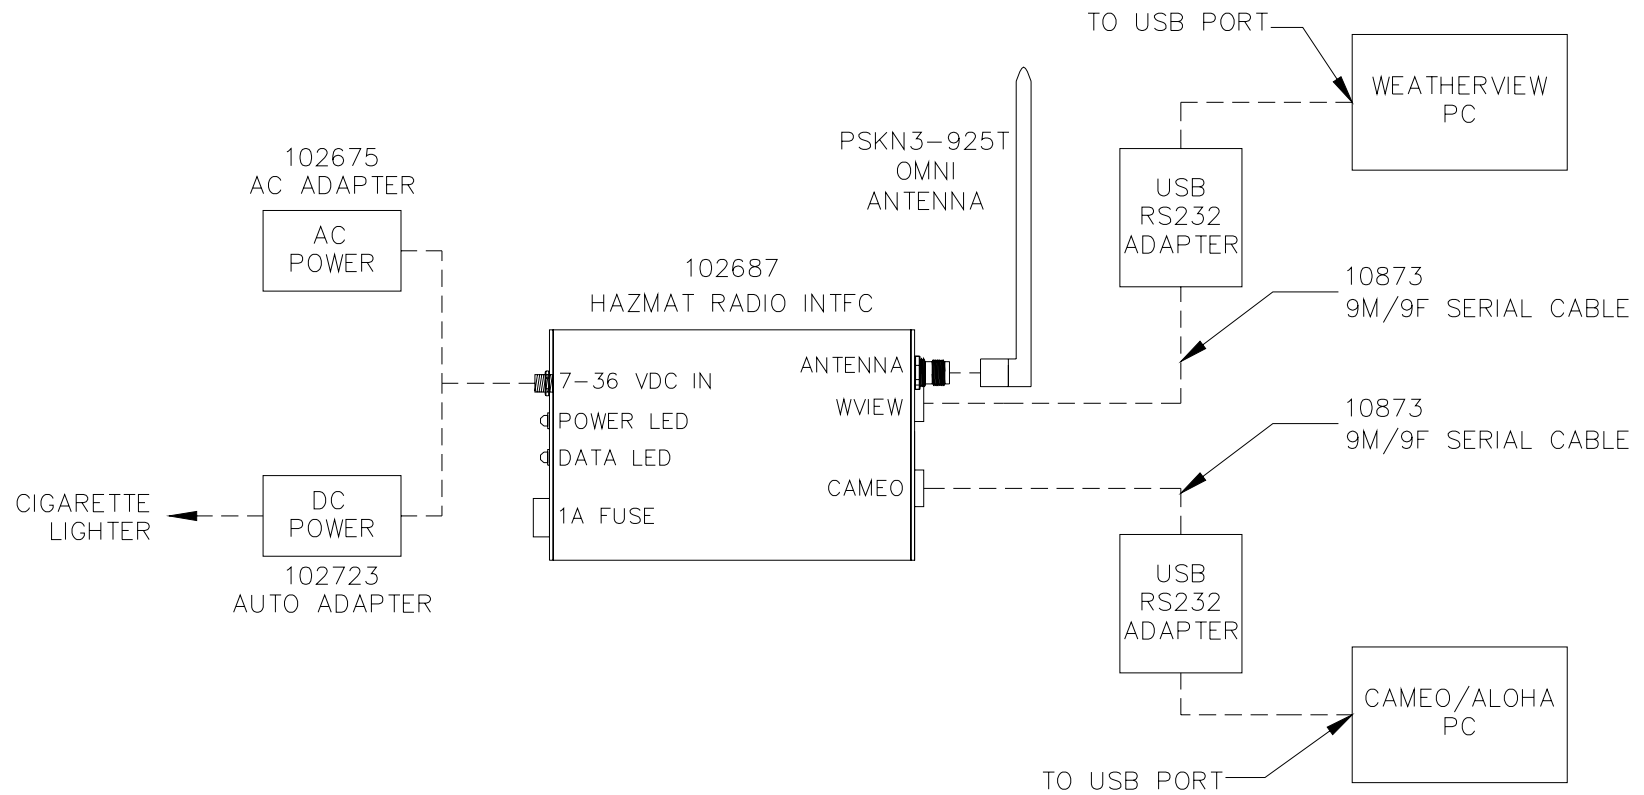 TO USB PORT
WEATHERVIEW
PC
PSKN3-925T
OMNI
ANTENNA
102675
AC ADAPTER
AC
POWER
USB
RS232
ADAPTER
102687
HAZMAT RADIO INTFC
10873
9M/9F SERIAL CABLE
ANTENNA
7-36 VDC IN
WVIEW
POWER LED
DATA LED
CAMEO
1A FUSE
10873
9M/9F SERIAL CABLE
CIGARETTE
LIGHTER
DC
POWER
102723
AUTO ADAPTER
USB
RS232
ADAPTER
CAMEO/ALOHA
PC
TO USB PORT